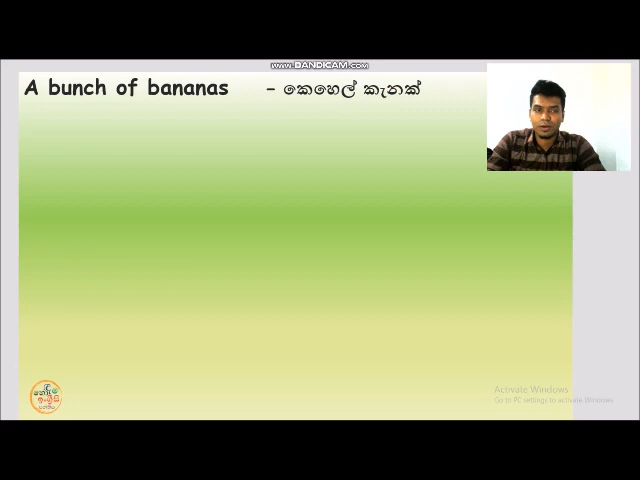 www.BANDICAM.com
A bunch of bananas – කෙහෙල් කැනක්
Activate Windows
Go to PC settings to activate Windows
ඉංග්‍රීසි